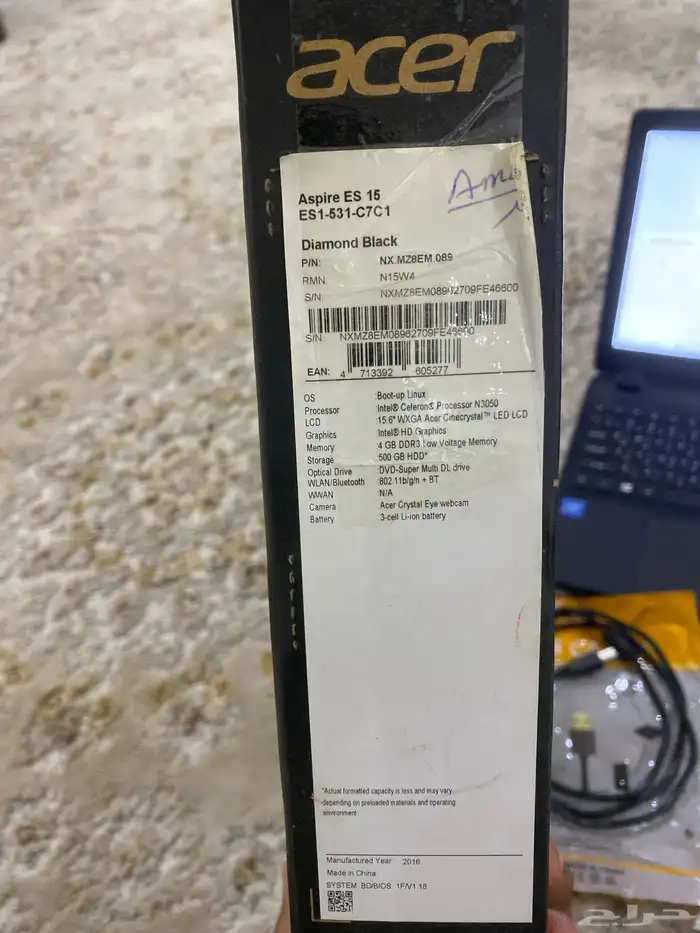 acer
Aspire ES 15
ES1-531-C7C1
Diamond Black
P/N: NX.MZ8EM.089
RMN: N15W4
S/N: NXMZ8EM08962709FE46600
S/N NXMZ8EM08962709FE46600
EAN: 4 713392 605277
OS Boot-up Linux
Processor Intel® Celeron® Processor N3050
LCD 15.6" WXGA Acer Cinecrystal™ LED LCD
Graphics Intel® HD Graphics
Memory 4 GB DDR3 Low Voltage Memory
Storage 500 GB HDD*
Optical Drive DVD-Super Multi DL drive
WLAN/Bluetooth 802.11b/g/n + BT
WWAN N/A
Camera Acer Crystal Eye webcam
Battery 3-cell Li-ion battery
*Actual formatted capacity is less and may vary
depending on preloaded materials and operating
environment
Manufactured Year 2016
Made in China
SYSTEM BD/BIOS: 1F/V1.18
حراج